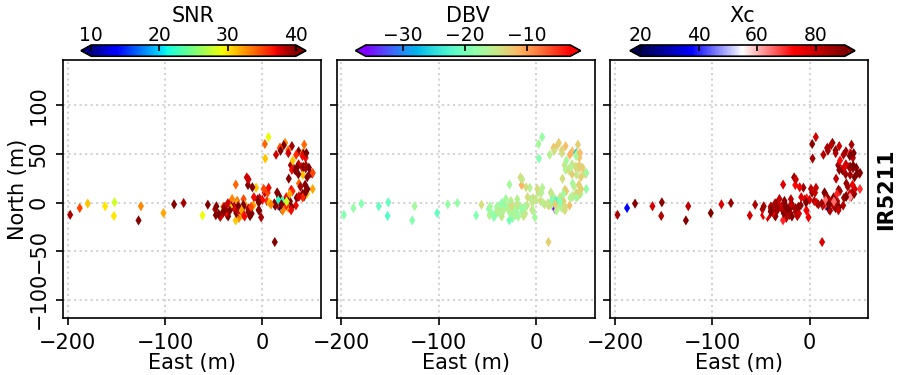 SNR DBV Xc
10 20 30 40 −30 −20 −10 20 40 60 80
North (m)
100
50
0
−50
−100
IR5211
−200 −100 0 −200 −100 0 −200 −100 0
East (m) East (m) East (m)